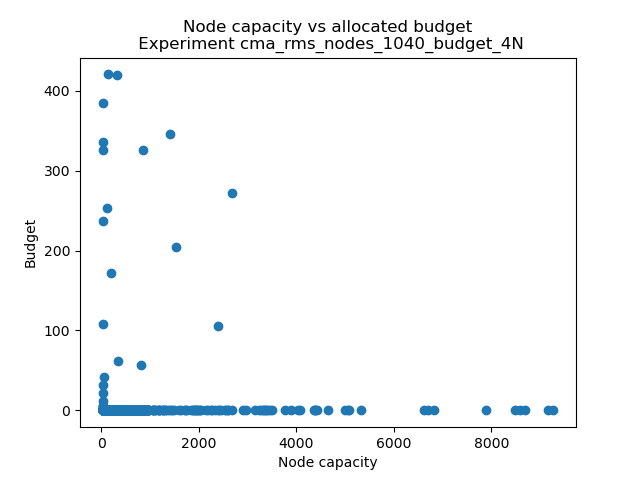 Node capacity vs allocated budget
Experiment cma_rms_nodes_1040_budget_4N
400
300
200
100
0
Budget
0 2000 4000 6000 8000
Node capacity